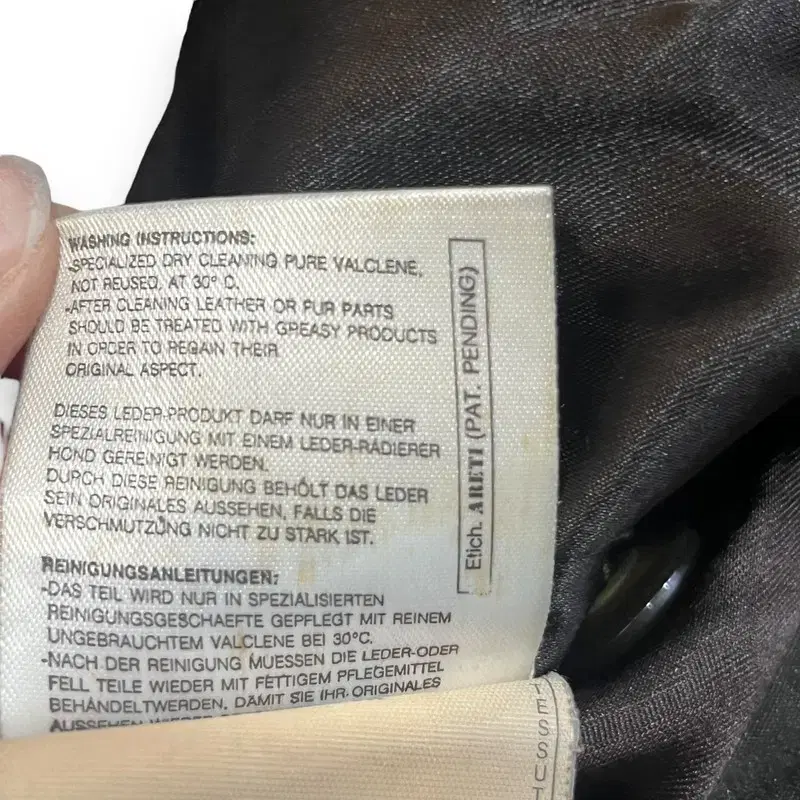 WASHING INSTRUCTIONS:
-SPECIALIZED DRY CLEANING PURE VALCLENE,
NOT REUSED, AT 30° C.
-AFTER CLEANING LEATHER OR FUR PARTS
SHOULD BE TREATED WITH GREASY PRODUCTS
IN ORDER TO REGAIN THEIR
ORIGINAL ASPECT.
DIESES LEDER-PRODUKT DARF NUR IN EINER
SPEZIALREINIGUNG MIT EINEM LEDER-RADIERER
HOND GEREINIGT WERDEN.
DURCH DIESE REINIGUNG BEHÖLT DAS LEDER
SEIN ORIGINALES AUSSEHEN, FALLS DIE
VERSCHMUTZUNG NICHT ZU STARK IST.
REINIGUNGSANLEITUNGEN:
-DAS TEIL WIRD NUR IN SPEZIALISIERTEN
REINIGUNGSGESCHAEFTE GEPFLEGT MIT REINEM
UNGEBRAUCHTEM VALCLENE BEI 30°C.
-NACH DER REINIGUNG MUESSEN DIE LEDER-ODER
FELL TEILE WIEDER MIT FETTIGEM PFLEGEMITTEL
BEHANDELTWERDEN, DAMIT SIE IHR ORIGINALES
AUSSEHEN WIEDER
Etich. ARETI (PAT. PENDING)
TESSUT